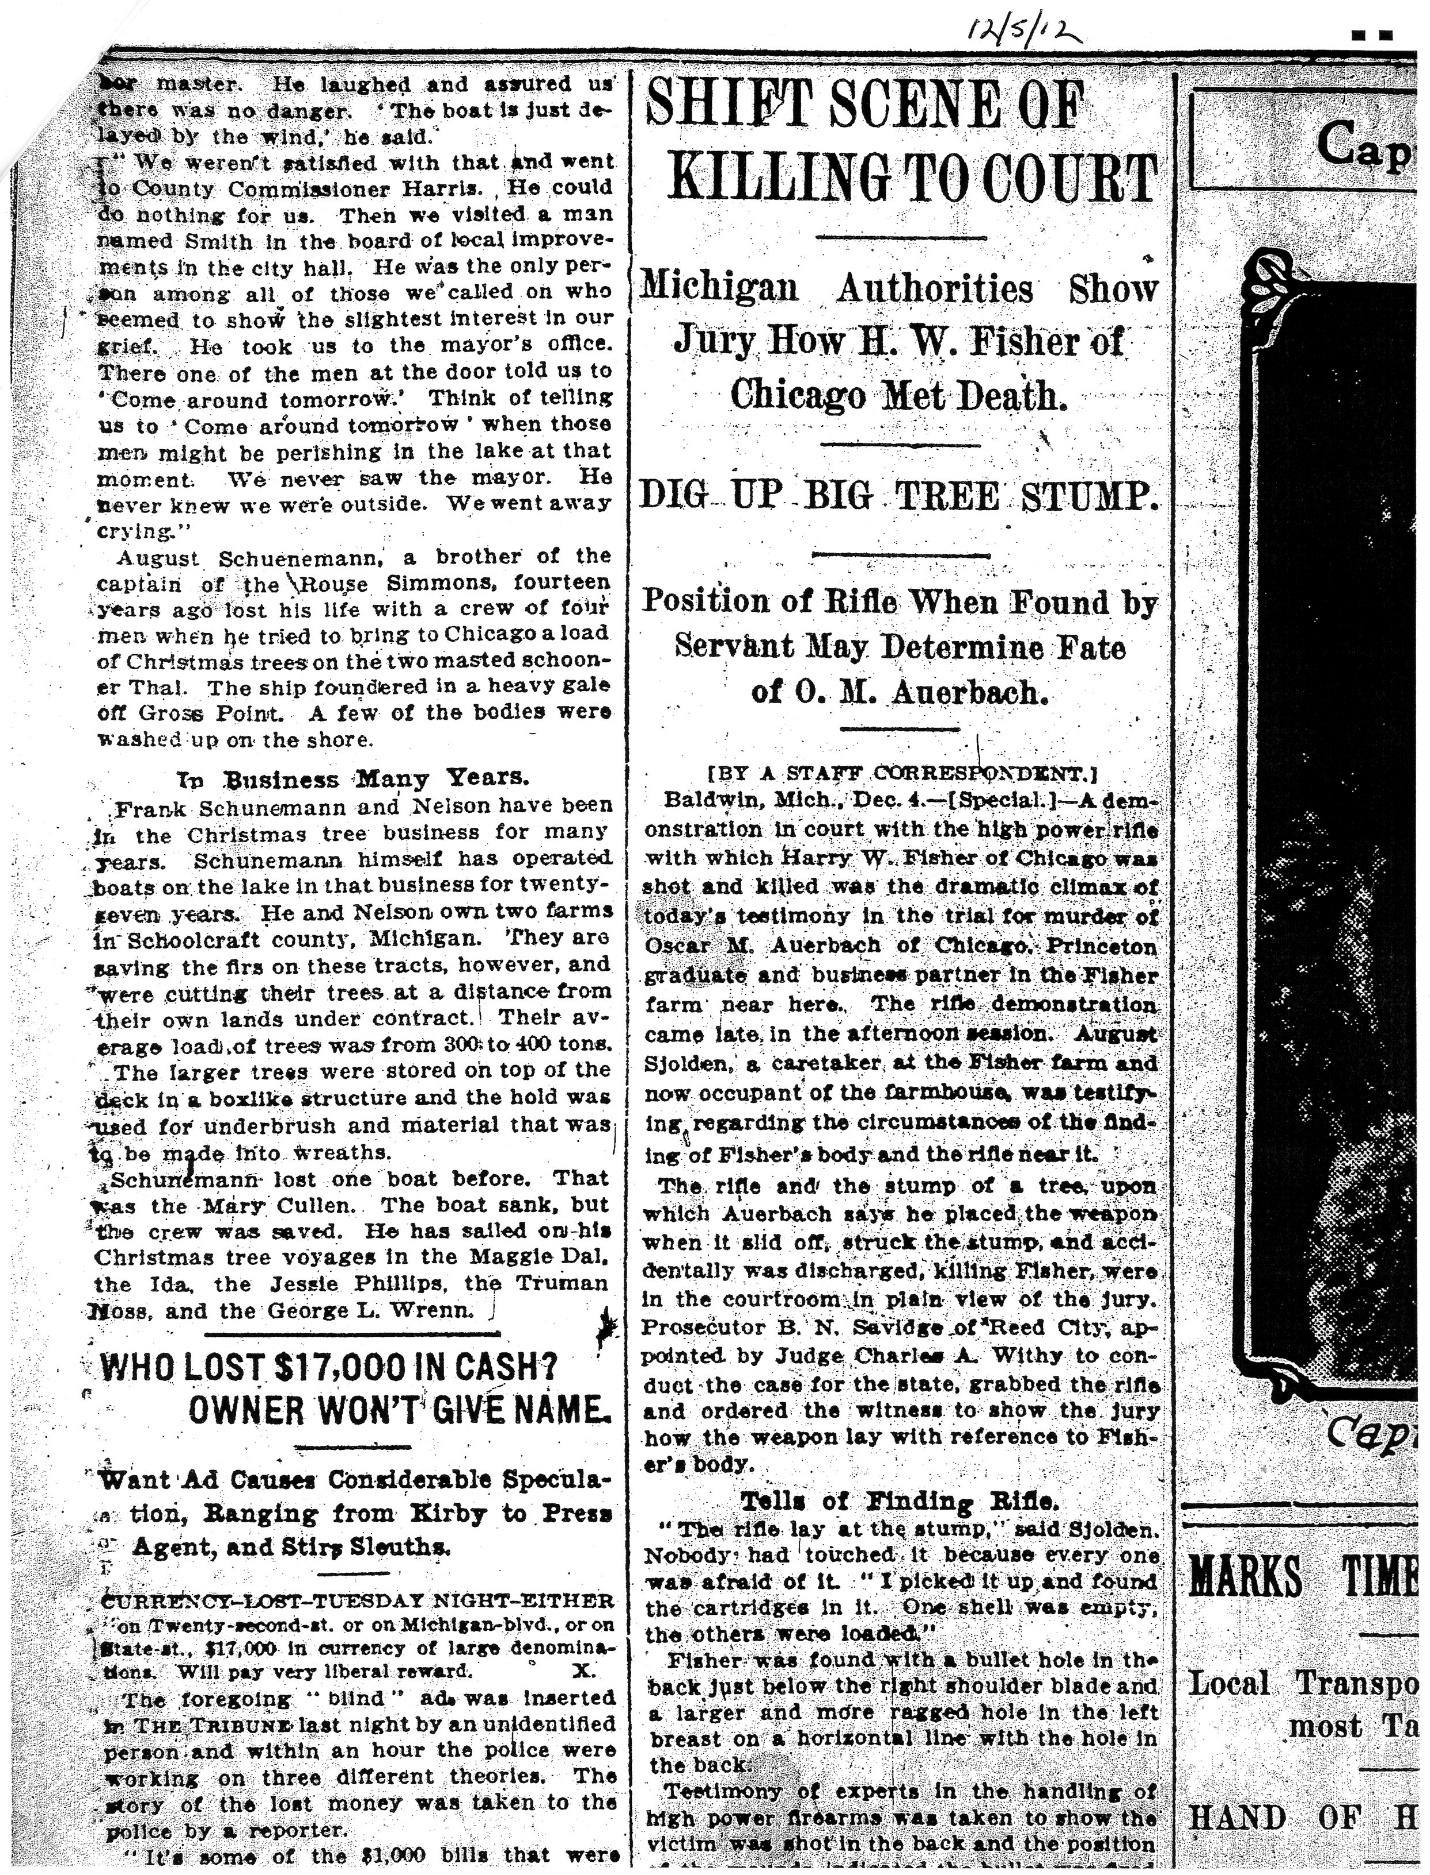 12/5/12
bor master. He laughed and assured us
there was no danger. 'The boat is just de-
layed by the wind,' he said.
" We weren't satisfied with that and went
to County Commissioner Harris. He could
do nothing for us. Then we visited a man
named Smith in the board of local improve-
ments in the city hall. He was the only per-
son among all of those we called on who
seemed to show the slightest interest in our
grief. He took us to the mayor's office.
There one of the men at the door told us to
'Come around tomorrow.' Think of telling
us to 'Come around tomorrow' when those
men might be perishing in the lake at that
moment. We never saw the mayor. He
never knew we were outside. We went away
crying."
August Schuenemann, a brother of the
captain of the Rouse Simmons, fourteen
years ago lost his life with a crew of four
men when he tried to bring to Chicago a load
of Christmas trees on the two masted schoon-
er Thal. The ship foundered in a heavy gale
off Gross Point. A few of the bodies were
washed up on the shore.
In Business Many Years.
Frank Schunemann and Nelson have been
in the Christmas tree business for many
years. Schunemann himself has operated
boats on the lake in that business for twenty-
seven years. He and Nelson own two farms
in Schoolcraft county, Michigan. They are
saving the firs on these tracts, however, and
were cutting their trees at a distance from
their own lands under contract. Their av-
erage load of trees was from 300 to 400 tons.
The larger trees were stored on top of the
deck in a boxlike structure and the hold was
used for underbrush and material that was
to be made into wreaths.
Schunemann lost one boat before. That
was the Mary Cullen. The boat sank, but
the crew was saved. He has sailed on his
Christmas tree voyages in the Maggie Dal,
the Ida, the Jessie Phillips, the Truman
Moss, and the George L. Wrenn.
WHO LOST $17,000 IN CASH?
OWNER WON'T GIVE NAME.
Want Ad Causes Considerable Specula-
tion, Ranging from Kirby to Press
Agent, and Stirs Sleuths.
CURRENCY—LOST—TUESDAY NIGHT—EITHER
on Twenty-second-st. or on Michigan-blvd., or on
State-st., $17,000 in currency of large denomina-
tions. Will pay very liberal reward. X.
The foregoing "blind" ad. was inserted
in THE TRIBUNE last night by an unidentified
person and within an hour the police were
working on three different theories. The
story of the lost money was taken to the
police by a reporter.
"It's some of the $1,000 bills that were
SHIFT SCENE OF
KILLING TO COURT
Michigan Authorities Show
Jury How H. W. Fisher of
Chicago Met Death.
DIG UP BIG TREE STUMP.
Position of Rifle When Found by
Servant May Determine Fate
of O. M. Auerbach.
[BY A STAFF CORRESPONDENT.]
Baldwin, Mich., Dec. 4.—[Special.]—A dem-
onstration in court with the high power rifle
with which Harry W. Fisher of Chicago was
shot and killed was the dramatic climax of
today's testimony in the trial for murder of
Oscar M. Auerbach of Chicago, Princeton
graduate and business partner in the Fisher
farm near here. The rifle demonstration
came late in the afternoon session. August
Sjolden, a caretaker at the Fisher farm and
now occupant of the farmhouse, was testify-
ing regarding the circumstances of the find-
ing of Fisher's body and the rifle near it.
The rifle and the stump of a tree, upon
which Auerbach says he placed the weapon
when it slid off, struck the stump, and acci-
dentally was discharged, killing Fisher, were
in the courtroom in plain view of the jury.
Prosecutor B. N. Savidge of Reed City, ap-
pointed by Judge Charles A. Withy to con-
duct the case for the state, grabbed the rifle
and ordered the witness to show the jury
how the weapon lay with reference to Fish-
er's body.
Tells of Finding Rifle.
"The rifle lay at the stump," said Sjolden.
Nobody had touched it because every one
was afraid of it. "I picked it up and found
the cartridges in it. One shell was empty,
the others were loaded."
Fisher was found with a bullet hole in the
back just below the right shoulder blade and
a larger and more ragged hole in the left
breast on a horizontal line with the hole in
the back.
Testimony of experts in the handling of
high power firearms was taken to show the
victim was shot in the back and the position
Cap
Capt
MARKS TIME
Local Transpo
most Ta
HAND OF H